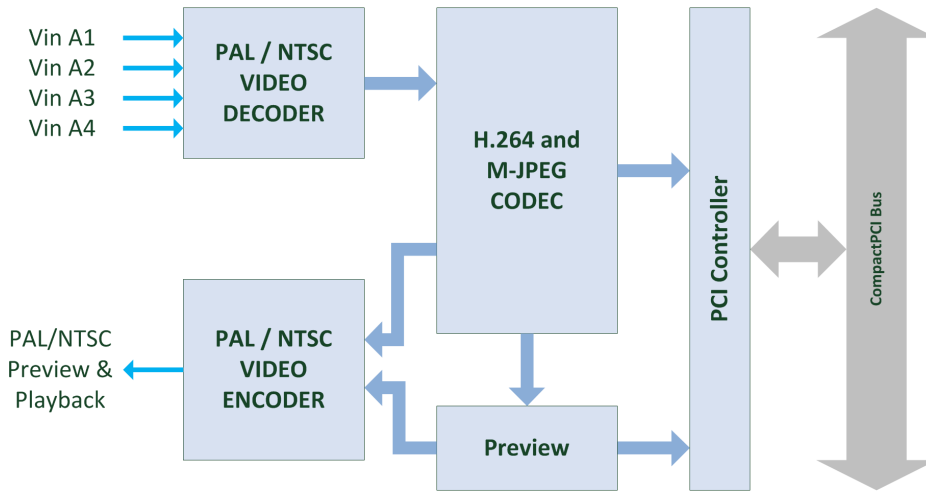 Vin A1
Vin A2
Vin A3
Vin A4
PAL / NTSC
VIDEO
DECODER
H.264 and
M-JPEG
CODEC
PCI Controller
CompactPCI Bus
PAL/NTSC
Preview &
Playback
PAL / NTSC
VIDEO
ENCODER
Preview